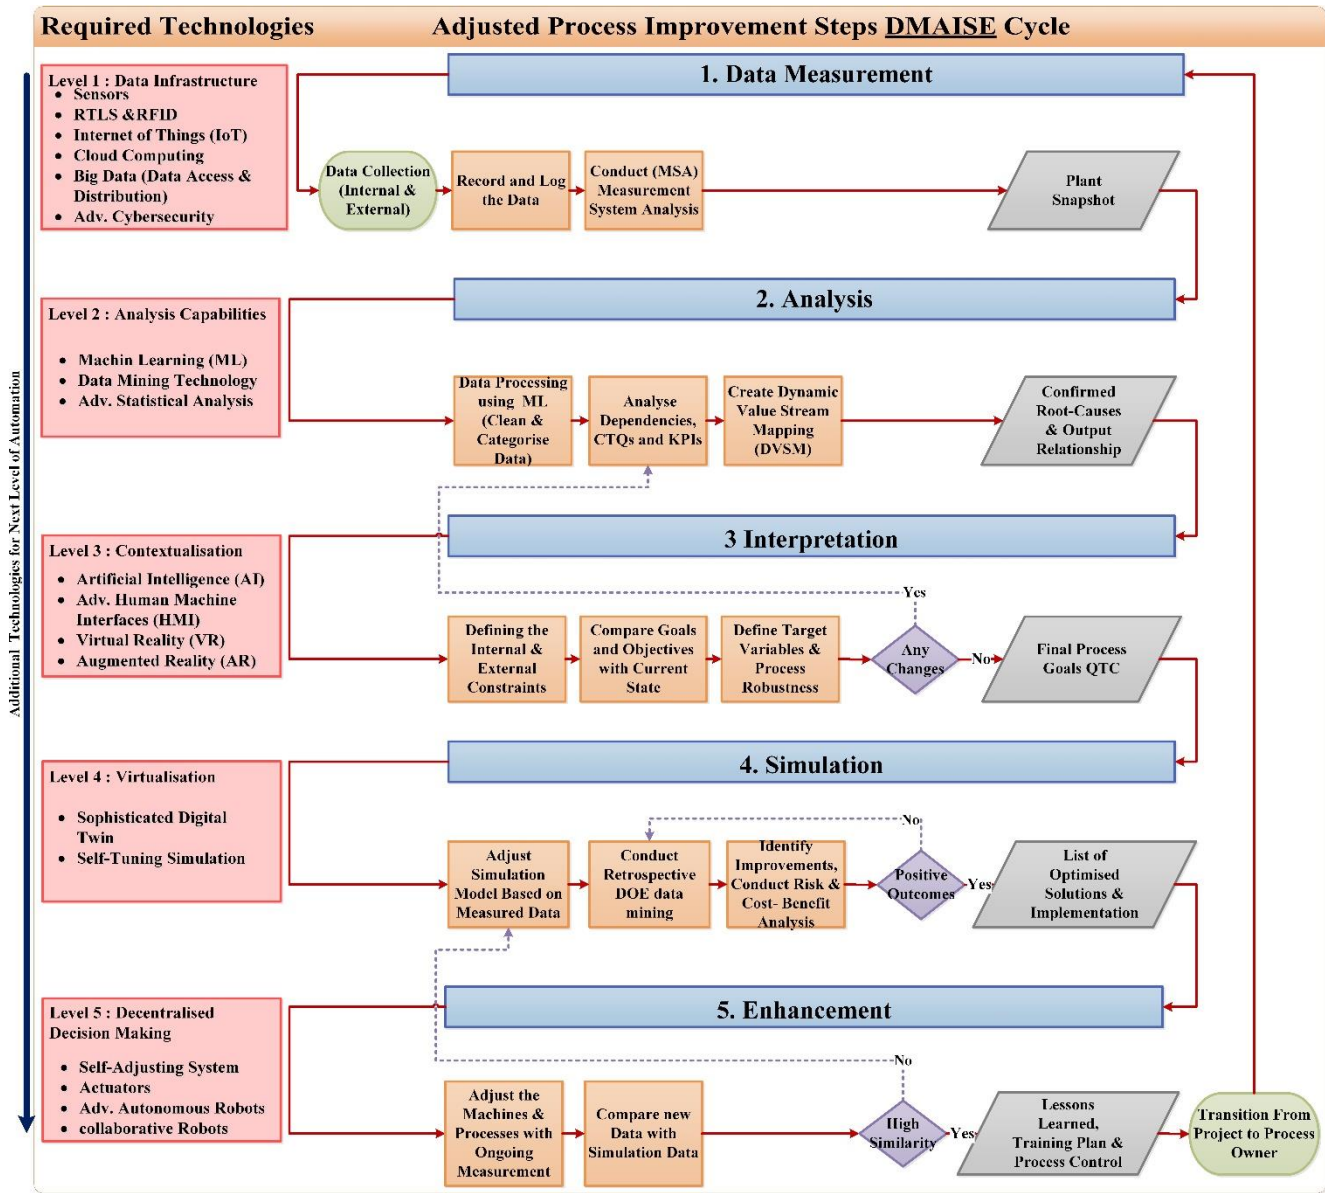 Required Technologies
Adjusted Process Improvement Steps DMAISE Cycle
Additional Technologies for Next Level of Automation
Level 1 : Data Infrastructure
• Sensors
• RTLS &RFID
• Internet of Things (IoT)
• Cloud Computing
• Big Data (Data Access &
Distribution)
• Adv. Cybersecurity
1. Data Measurement
Data Collection
(Internal &
External)
Record and Log
the Data
Conduct (MSA)
Measurement
System Analysis
Plant
Snapshot
Level 2 : Analysis Capabilities
• Machin Learning (ML)
• Data Mining Technology
• Adv. Statistical Analysis
2. Analysis
Data Processing
using ML
(Clean &
Categorise
Data)
Analyse
Dependencies,
CTQs and KPIs
Create Dynamic
Value Stream
Mapping
(DVSM)
Confirmed
Root-Causes
& Output
Relationship
Level 3 : Contextualisation
• Artificial Intelligence (AI)
• Adv. Human Machine
Interfaces (HMI)
• Virtual Reality (VR)
• Augmented Reality (AR)
3 Interpretation
Defining the
Internal &
External
Constraints
Compare Goals
and Objectives
with Current
State
Define Target
Variables &
Process
Robustness
Yes
Any
Changes
No
Final Process
Goals QTC
Level 4 : Virtualisation
• Sophisticated Digital
Twin
• Self-Tuning Simulation
4. Simulation
Adjust
Simulation
Model Based on
Measured Data
Conduct
Retrospective
DOE data
mining
Identify
Improvements,
Conduct Risk &
Cost- Benefit
Analysis
No
Positive
Outcomes
Yes
List of
Optimised
Solutions &
Implementation
Level 5 : Decentralised
Decision Making
• Self-Adjusting System
• Actuators
• Adv. Autonomous Robots
• collaborative Robots
5. Enhancement
Adjust the
Machines &
Processes with
Ongoing
Measurement
Compare new
Data with
Simulation Data
No
High
Similarity
Yes
Lessons
Learned,
Training Plan &
Process Control
Transition From
Project to Process
Owner